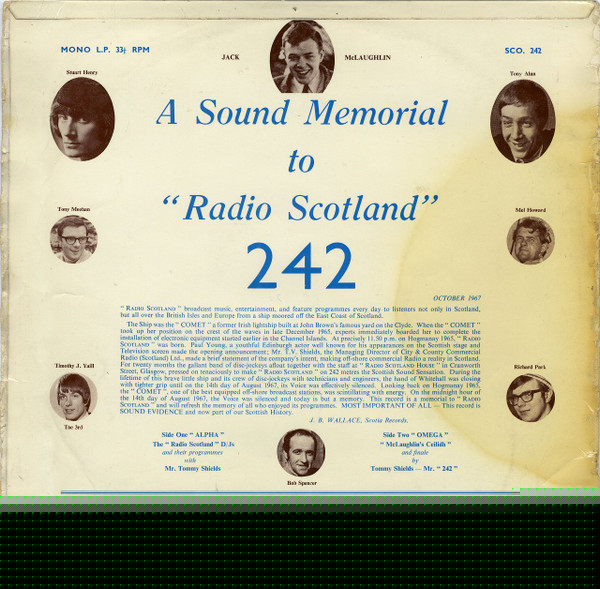 MONO L.P. 33⅓ RPM
JACK McLAUGHLIN
SCO. 242
Stuart Henry
Tony Allan
A Sound Memorial
to
“Radio Scotland”
242
Tony Meehan
Mel Howard
OCTOBER 1967
“ RADIO SCOTLAND ” broadcast music, entertainment, and feature programmes every day to listeners not only in Scotland,
but all over the British Isles and Europe from a ship moored off the East Coast of Scotland.
The Ship was the “ COMET ” a former Irish lightship built at John Brown's famous yard on the Clyde. When the “ COMET ”
took up her position on the crest of the waves in late December 1965, experts immediately boarded her to complete the
installation of electronic equipment started earlier in the Channel Islands. At precisely 11.50 p.m. on Hogmanay 1965, “ RADIO
SCOTLAND ” was born. Paul Young, a youthful Edinburgh actor well known for his appearances on the Scottish stage and
Television screen made the opening announcement; Mr. T.V. Shields, the Managing Director of City & County Commercial
Radio (Scotland) Ltd., made a brief statement of the company's intent, making off-shore commercial Radio a reality in Scotland.
For twenty months the gallant band of disc-jockeys afloat together with the staff at “ RADIO SCOTLAND HOUSE ” in Cranworth
Street, Glasgow, pressed on tenaciously to make “ RADIO SCOTLAND ” on 242 metres the Scottish Sound Sensation. During the
lifetime of this brave little ship and its crew of disc-jockeys with technicians and engineers, the hand of Whitehall was closing
with tighter grip until on the 14th day of August 1967, its Voice was effectively silenced. Looking back on Hogmanay 1965,
the “ COMET ”, one of the best equipped off-shore broadcast stations, was scintillating with energy. On the midnight hour of
the 14th day of August 1967, the Voice was silenced and today is but a memory. This record is a memorial to “ RADIO
SCOTLAND ” and will refresh the memory of all who enjoyed its programmes. MOST IMPORTANT OF ALL — This record is
SOUND EVIDENCE and now part of our Scottish History.
J. B. WALLACE, Scotia Records.
Timothy J. Yaill
The 3rd
Richard Park
Side One “ ALPHA ”
The “ Radio Scotland ” D/Js
and their programmes
with
Mr. Tommy Shields
Bob Spencer
Side Two “ OMEGA ”
“ McLaughlin's Ceilidh ”
and finale
by
Tommy Shields — Mr. “ 242 ”